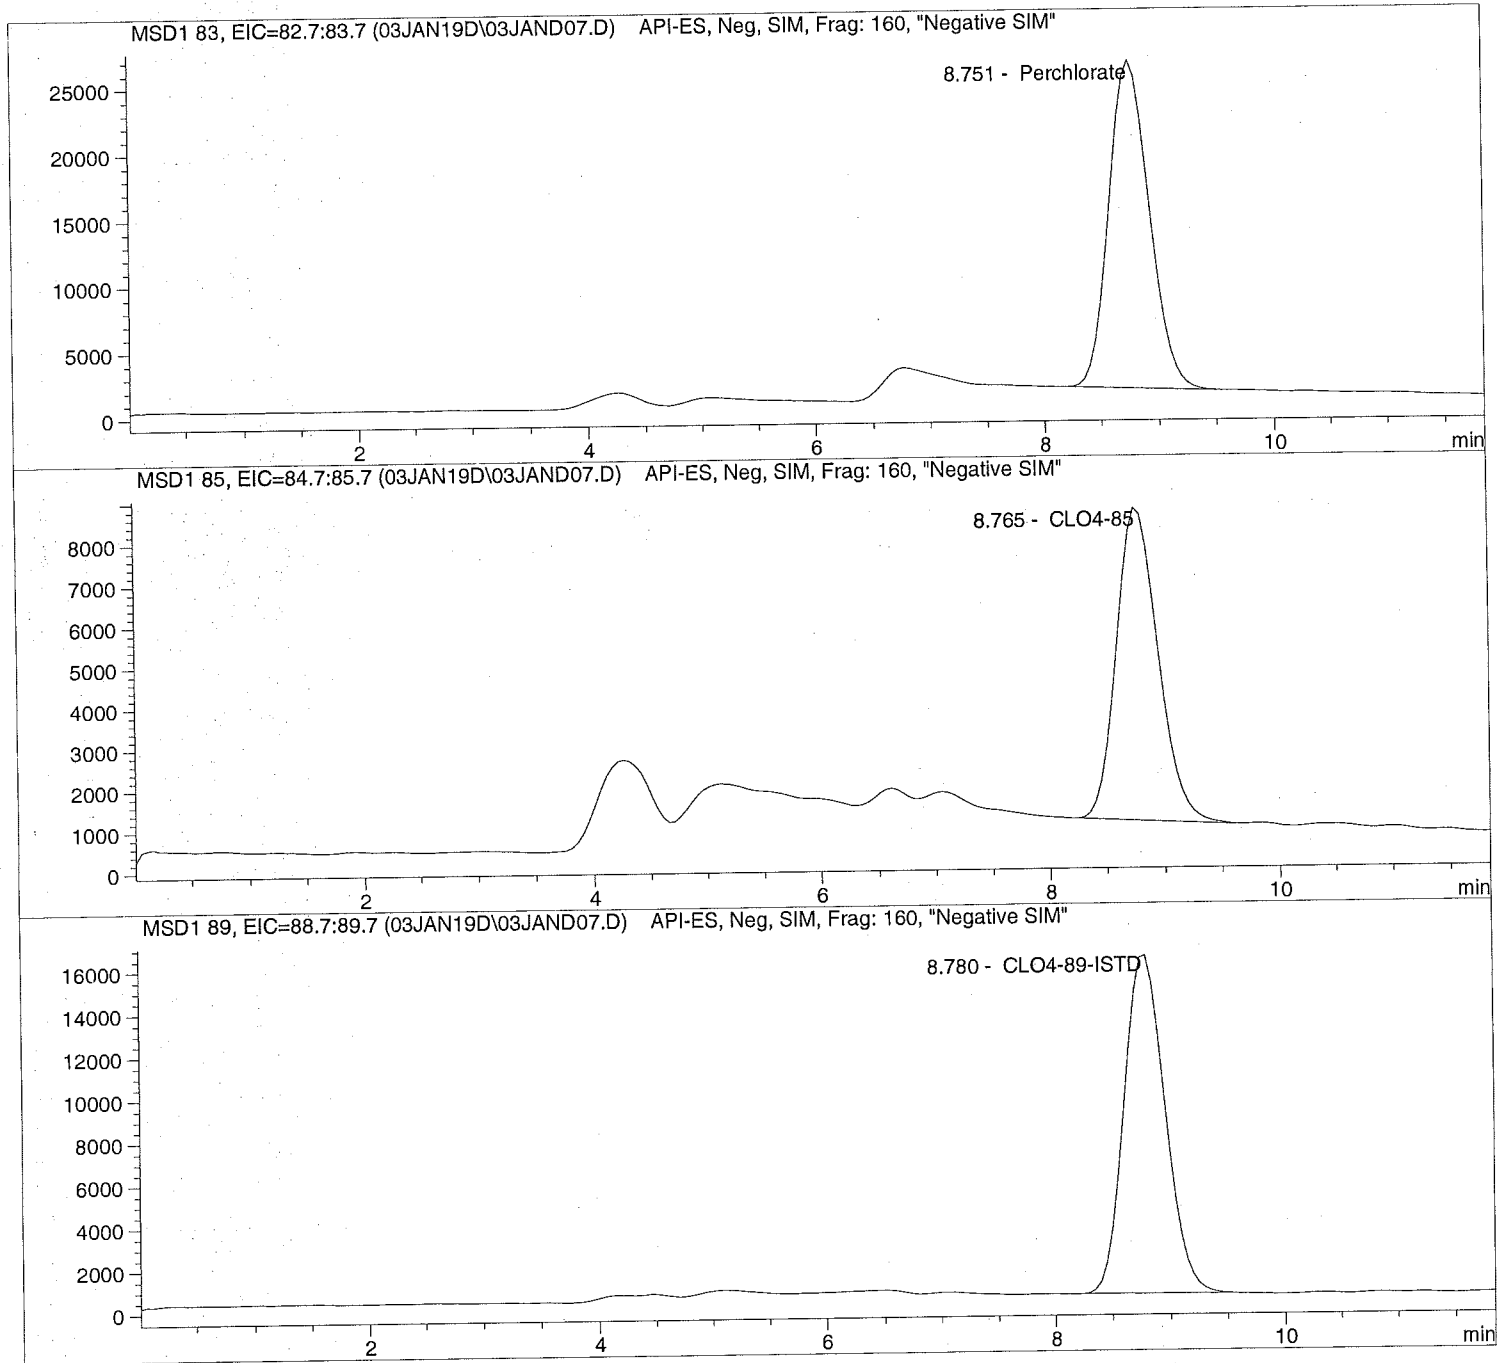 MSD1 83, EIC=82.7:83.7 (03JAN19D\03JAND07.D) API-ES, Neg, SIM, Frag: 160, "Negative SIM"
8.751 - Perchlorate
25000
20000
15000
10000
5000
0
2 4 6 8 10 min
MSD1 85, EIC=84.7:85.7 (03JAN19D\03JAND07.D) API-ES, Neg, SIM, Frag: 160, "Negative SIM"
8.765 - CLO4-85
8000
7000
6000
5000
4000
3000
2000
1000
0
2 4 6 8 10 min
MSD1 89, EIC=88.7:89.7 (03JAN19D\03JAND07.D) API-ES, Neg, SIM, Frag: 160, "Negative SIM"
8.780 - CLO4-89-ISTD
16000
14000
12000
10000
8000
6000
4000
2000
0
2 4 6 8 10 min